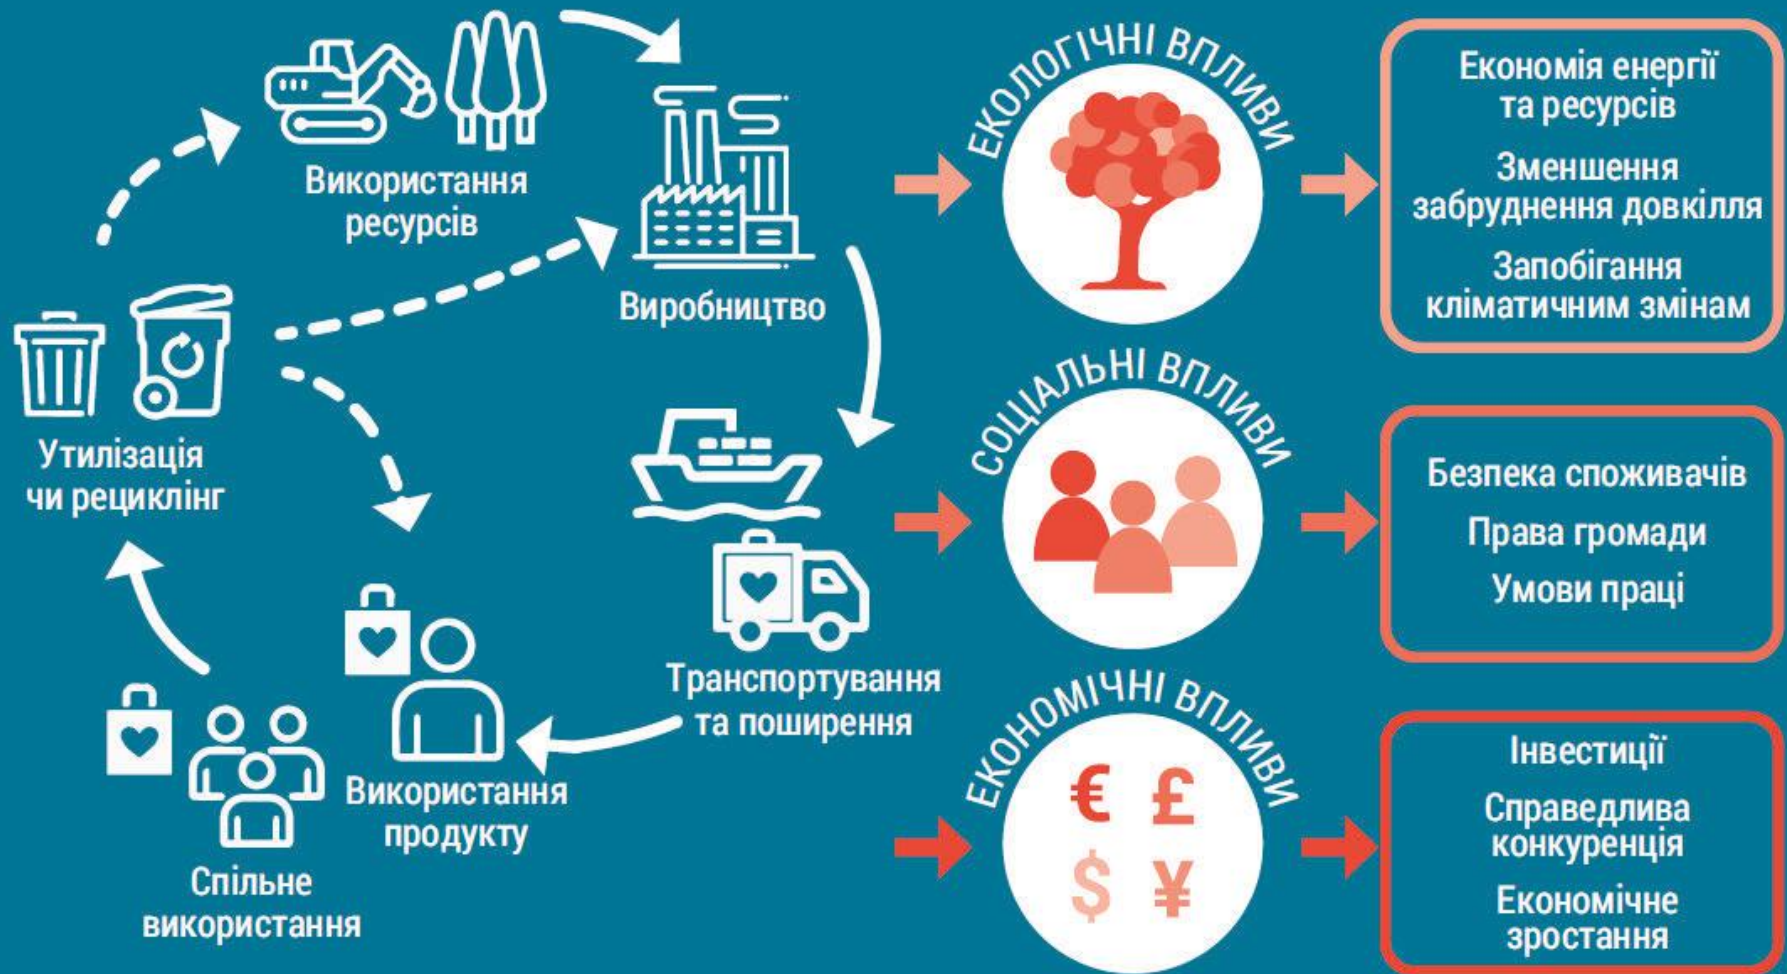 Використання
ресурсів
Виробництво
Утилізація
чи рециклінг
Транспортування
та поширення
Використання
продукту
Спільне
використання
ЕКОЛОГІЧНІ ВПЛИВИ
Економія енергії
та ресурсів
Зменшення
забруднення довкілля
Запобігання
кліматичним змінам
СОЦІАЛЬНІ ВПЛИВИ
Безпека споживачів
Права громади
Умови праці
ЕКОНОМІЧНІ ВПЛИВИ
€ £
$ ¥
Інвестиції
Справедлива
конкуренція
Економічне
зростання